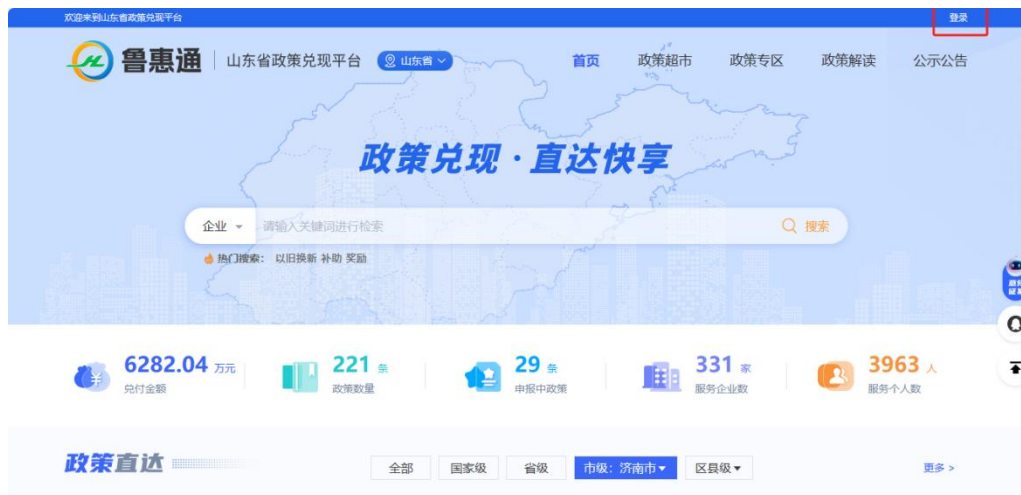 欢迎来到山东省政策兑现平台 登录
鲁惠通 山东省政策兑现平台 山东省 首页 政策超市 政策专区 政策解读 公示公告
政策兑现·直达快享
企业 请输入关键词进行检索 搜索
热门搜索： 以旧换新 补助 奖励
6282.04 万元 221 条 29 条 331 家 3963 人
兑付金额 政策数量 申报中政策 服务企业数 服务个人数
政策直达 全部 国家级 省级 市级：济南市 区县级 更多 >